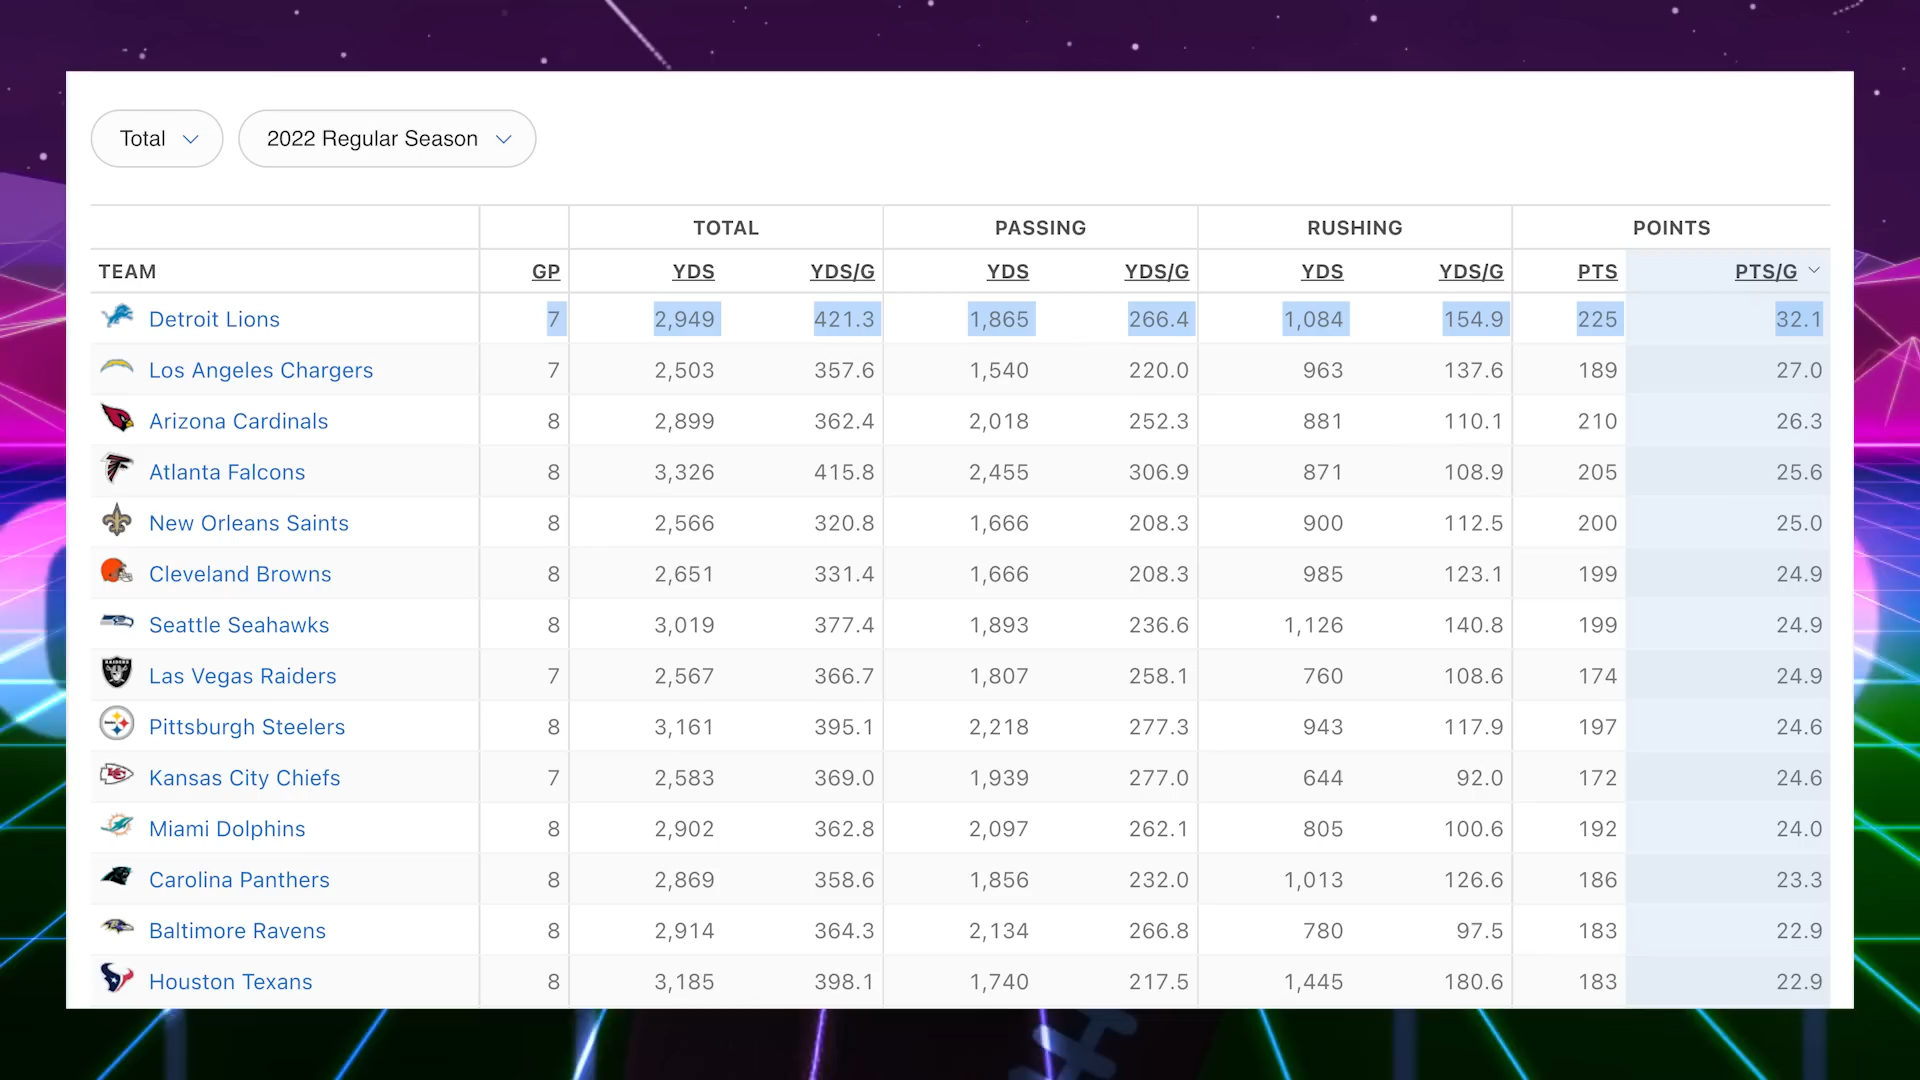 Total 2022 Regular Season
TOTAL PASSING RUSHING POINTS
TEAM GP YDS YDS/G YDS YDS/G YDS YDS/G PTS PTS/G
Detroit Lions 7 2,949 421.3 1,865 266.4 1,084 154.9 225 32.1
Los Angeles Chargers 7 2,503 357.6 1,540 220.0 963 137.6 189 27.0
Arizona Cardinals 8 2,899 362.4 2,018 252.3 881 110.1 210 26.3
Atlanta Falcons 8 3,326 415.8 2,455 306.9 871 108.9 205 25.6
New Orleans Saints 8 2,566 320.8 1,666 208.3 900 112.5 200 25.0
Cleveland Browns 8 2,651 331.4 1,666 208.3 985 123.1 199 24.9
Seattle Seahawks 8 3,019 377.4 1,893 236.6 1,126 140.8 199 24.9
Las Vegas Raiders 7 2,567 366.7 1,807 258.1 760 108.6 174 24.9
Pittsburgh Steelers 8 3,161 395.1 2,218 277.3 943 117.9 197 24.6
Kansas City Chiefs 7 2,583 369.0 1,939 277.0 644 92.0 172 24.6
Miami Dolphins 8 2,902 362.8 2,097 262.1 805 100.6 192 24.0
Carolina Panthers 8 2,869 358.6 1,856 232.0 1,013 126.6 186 23.3
Baltimore Ravens 8 2,914 364.3 2,134 266.8 780 97.5 183 22.9
Houston Texans 8 3,185 398.1 1,740 217.5 1,445 180.6 183 22.9